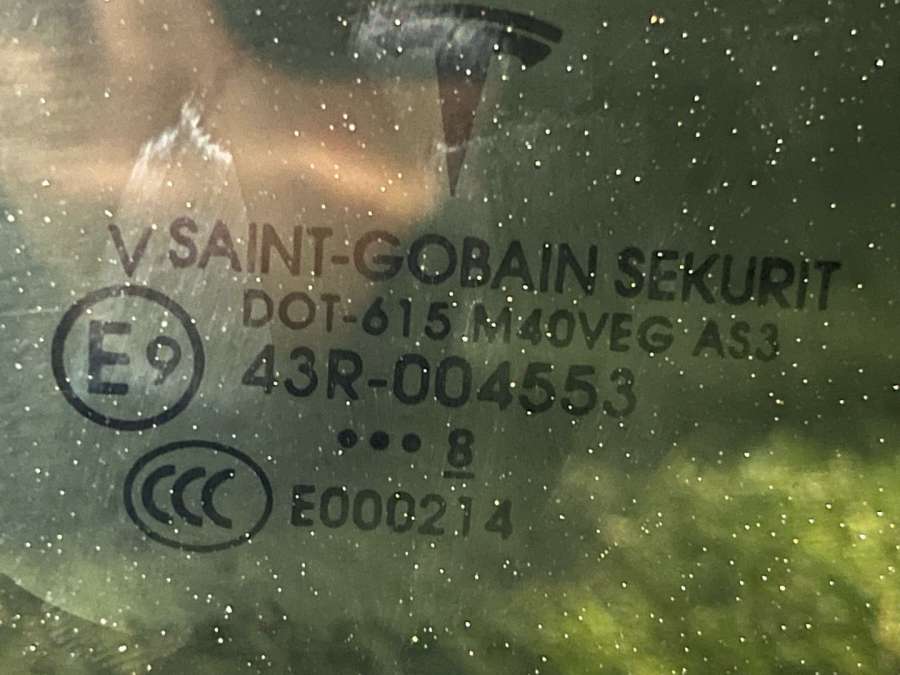 V SAINT-GOBAIN SEKURIT
DOT-615 M40VEG AS3
E9 43R-004553
••• 8
CCC E000214